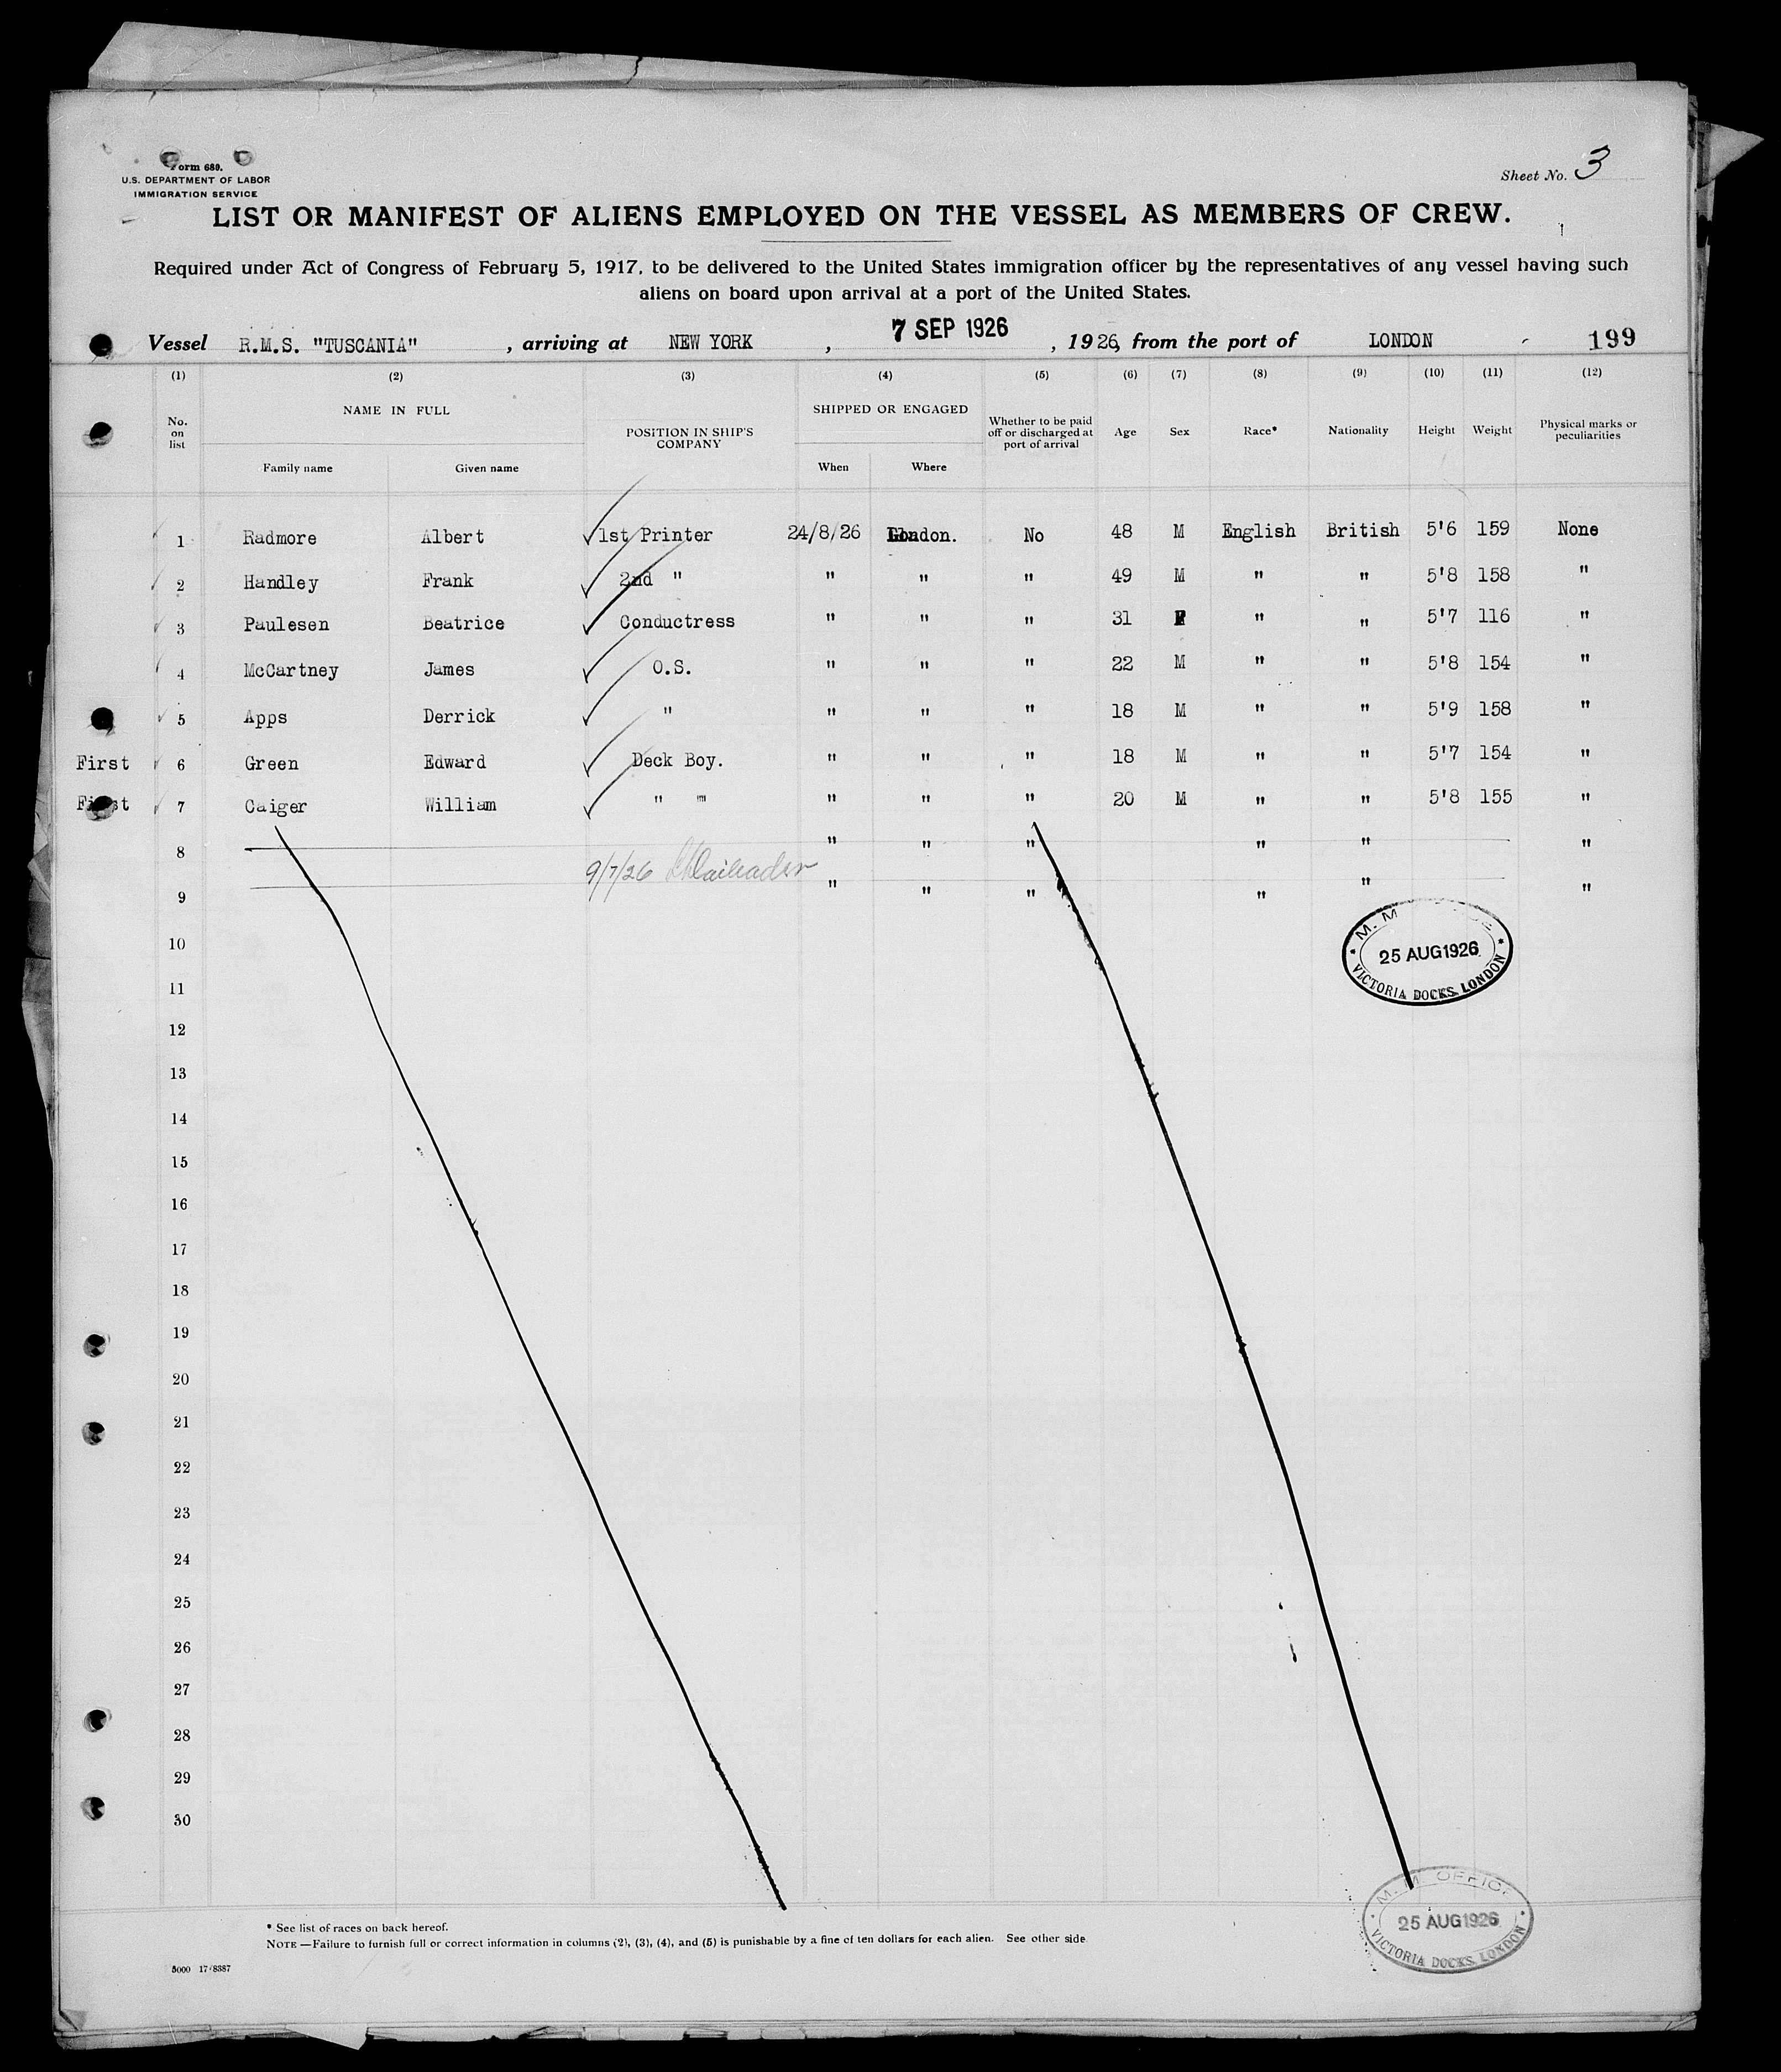 Form 689.
U.S. DEPARTMENT OF LABOR
IMMIGRATION SERVICE
Sheet No. 3
LIST OR MANIFEST OF ALIENS EMPLOYED ON THE VESSEL AS MEMBERS OF CREW.
Required under Act of Congress of February 5, 1917, to be delivered to the United States immigration officer by the representatives of any vessel having such
aliens on board upon arrival at a port of the United States.
Vessel R.M.S. "TUSCANIA" , arriving at NEW YORK , 7 SEP 1926 , 1926, from the port of LONDON 199
(1) (2) (3) (4) (5) (6) (7) (8) (9) (10) (11) (12)
No. on list NAME IN FULL Family name Given name POSITION IN SHIP'S COMPANY SHIPPED OR ENGAGED When Where Whether to be paid off or discharged at port of arrival Age Sex Race* Nationality Height Weight Physical marks or peculiarities
1 Radmore Albert 1st Printer 24/8/26 London. No 48 M English British 5'6 159 None
2 Handley Frank 2nd " " " " 49 M " " 5'8 158 "
3 Paulesen Beatrice Conductress " " " 31 F " " 5'7 116 "
4 McCartney James O.S. " " " 22 M " " 5'8 154 "
5 Apps Derrick " " " " 18 M " " 5'9 158 "
First 6 Green Edward Deck Boy. " " " 18 M " " 5'7 154 "
First 7 Caiger William " " " " " 20 M " " 5'8 155 "
8 " " " " " "
9/7/26
9 " " " " " "
10
25 AUG 1926
VICTORIA DOCKS. LONDON
11
12
13
14
15
16
17
18
19
20
21
22
23
24
25
26
27
28
29
30
M. M. OFFICE
25 AUG 1926
VICTORIA DOCKS. LONDON
* See list of races on back hereof.
NOTE —Failure to furnish full or correct information in columns (2), (3), (4), and (5) is punishable by a fine of ten dollars for each alien. See other side.
5000 17/8387